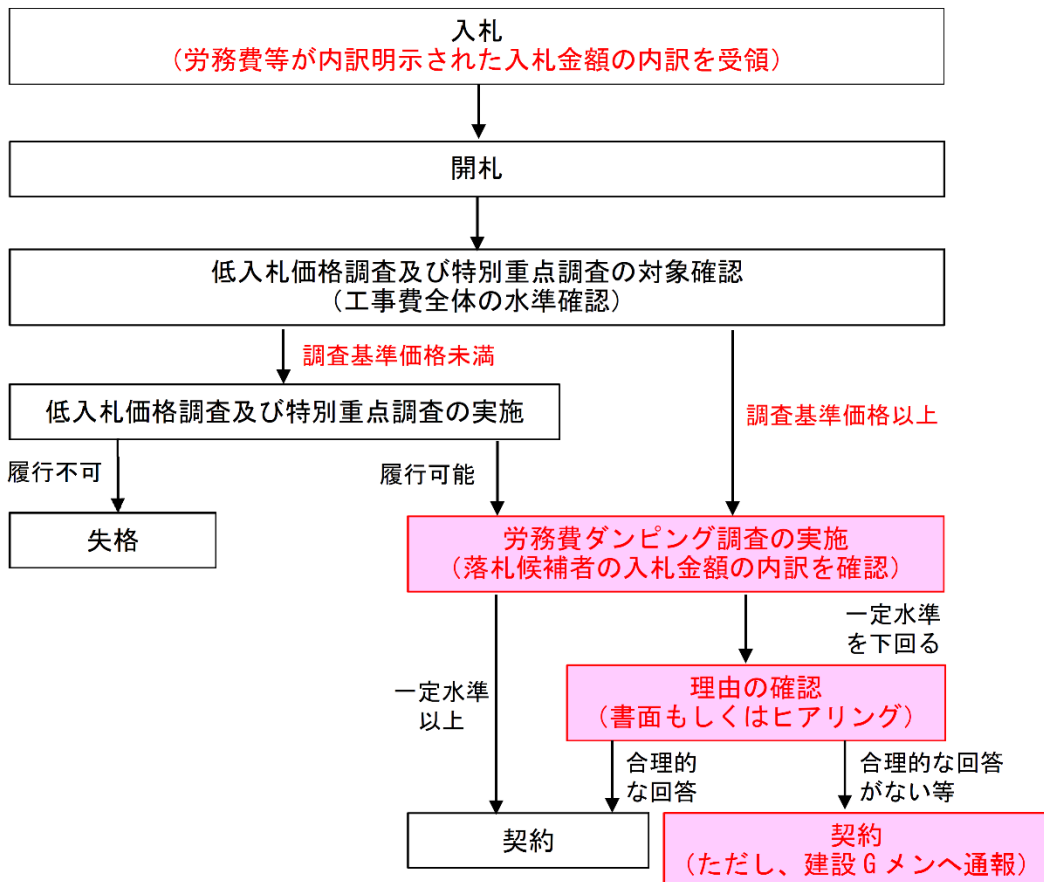 入札
（労務費等が内訳明示された入札金額の内訳を受領）
開札
低入札価格調査及び特別重点調査の対象確認
（工事費全体の水準確認）
調査基準価格未満
低入札価格調査及び特別重点調査の実施
調査基準価格以上
履行不可
履行可能
失格
労務費ダンピング調査の実施
（落札候補者の入札金額の内訳を確認）
一定水準
を下回る
一定水準
以上
理由の確認
（書面もしくはヒアリング）
合理的
な回答
合理的な回答
がない等
契約
契約
（ただし、建設Gメンへ通報）